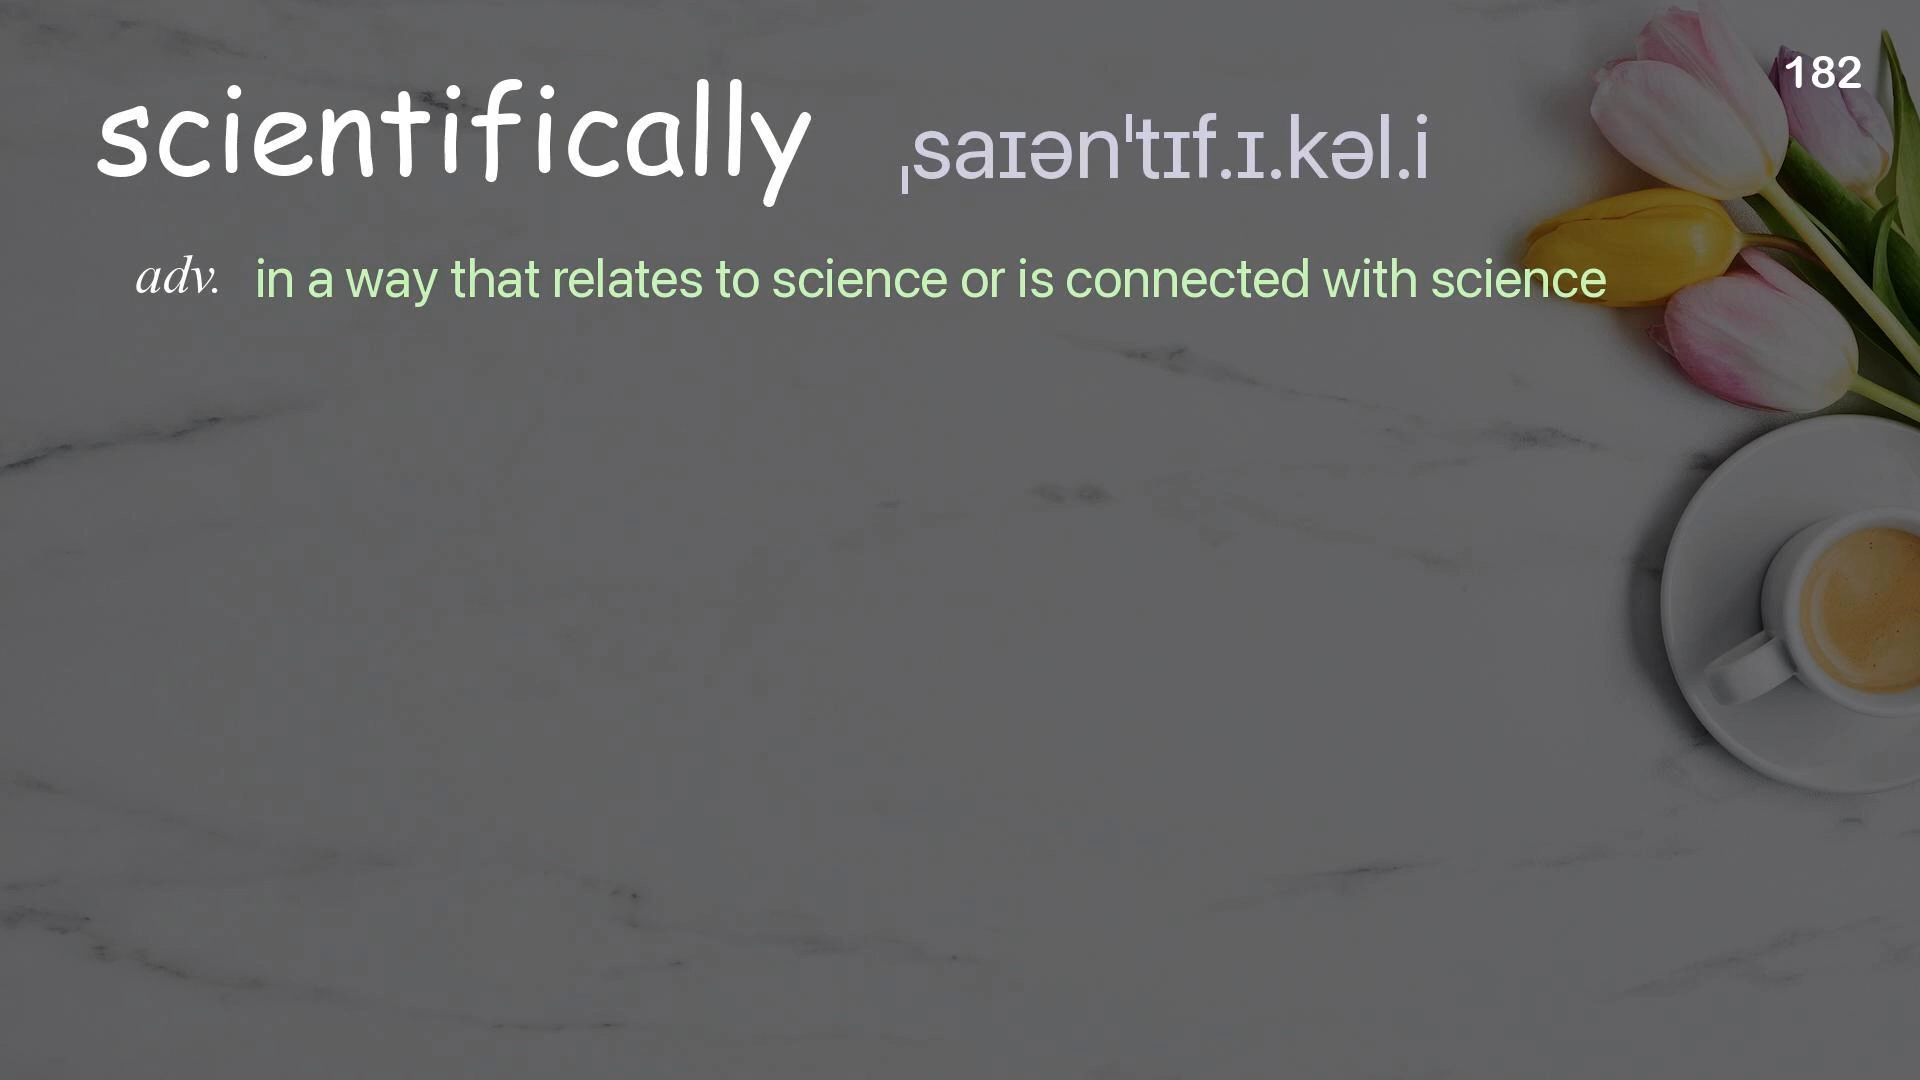 182
scientifically ˌsaɪənˈtɪf.ɪ.kəl.i
adv. in a way that relates to science or is connected with science